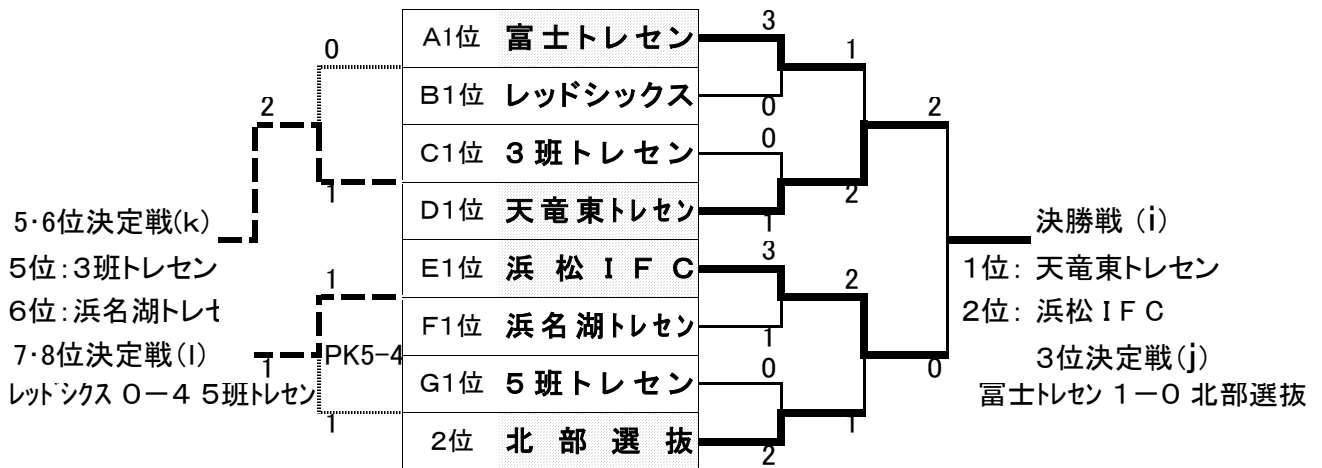 A1位 富士トレセン
B1位 レッドシックス
C1位 3班トレセン
D1位 天竜東トレセン
E1位 浜松IFC
F1位 浜名湖トレセン
G1位 5班トレセン
2位 北部選抜
0
2
1
5・6位決定戦(k)
5位:3班トレセン
6位:浜名湖トレセ
7・8位決定戦(l)
レッドシクス 0-4 5班トレセン
1
PK5-4
1
1
3
0
0
1
3
1
0
2
1
2
2
1
2
0
決勝戦 (i)
1位: 天竜東トレセン
2位: 浜松IFC
3位決定戦(j)
冨士トレセン 1-0 北部選抜